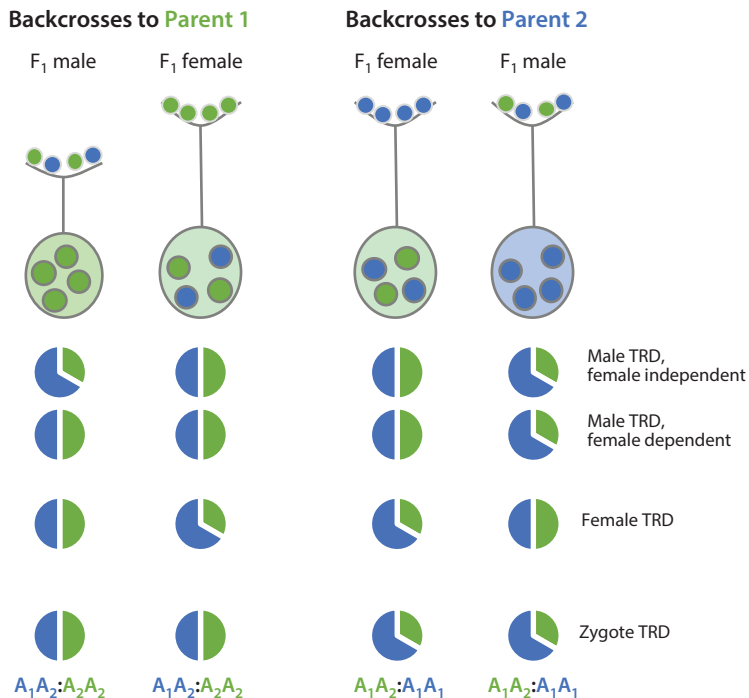 Backcrosses to Parent 1
Backcrosses to Parent 2
F₁ male
F₁ female
F₁ female
F₁ male
Male TRD,
female independent
Male TRD,
female dependent
Female TRD
Zygote TRD
A₁A₂:A₂A₂
A₁A₂:A₂A₂
A₁A₂:A₁A₁
A₁A₂:A₁A₁